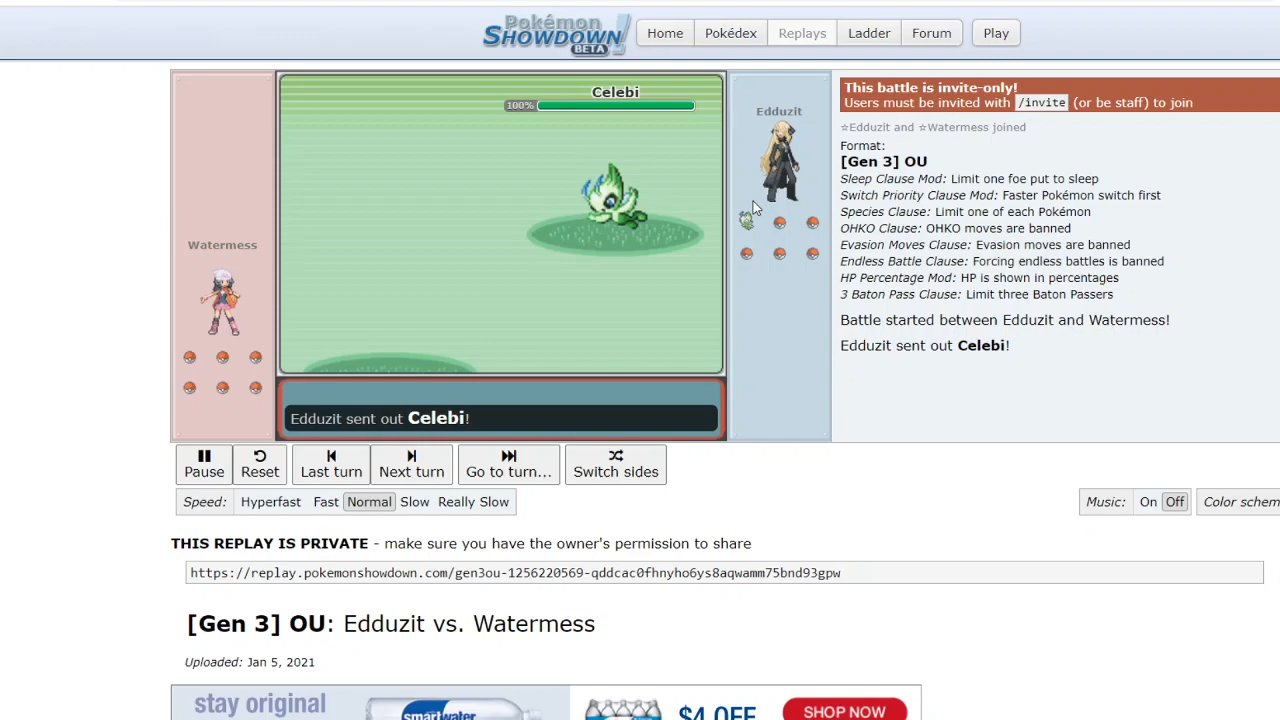 Pokémon
SHOWDOWN!
BETA
Home
Pokédex
Replays
Ladder
Forum
Play
Watermess
Celebi
100%
Edduzit sent out Celebi!
Edduzit
This battle is invite-only!
Users must be invited with /invite (or be staff) to join
☆Edduzit and ☆Watermess joined
Format:
[Gen 3] OU
Sleep Clause Mod: Limit one foe put to sleep
Switch Priority Clause Mod: Faster Pokémon switch first
Species Clause: Limit one of each Pokémon
OHKO Clause: OHKO moves are banned
Evasion Moves Clause: Evasion moves are banned
Endless Battle Clause: Forcing endless battles is banned
HP Percentage Mod: HP is shown in percentages
3 Baton Pass Clause: Limit three Baton Passers
Battle started between Edduzit and Watermess!
Edduzit sent out Celebi!
Pause
Reset
Last turn
Next turn
Go to turn...
Switch sides
Speed: Hyperfast Fast Normal Slow Really Slow
Music: On Off
Color schem
THIS REPLAY IS PRIVATE - make sure you have the owner's permission to share
https://replay.pokemonshowdown.com/gen3ou-1256220569-qddcac0fhnyho6ys8aqwamm75bnd93gpw
[Gen 3] OU: Edduzit vs. Watermess
Uploaded: Jan 5, 2021
stay original
smartwater
$4 OFF
SHOP NOW